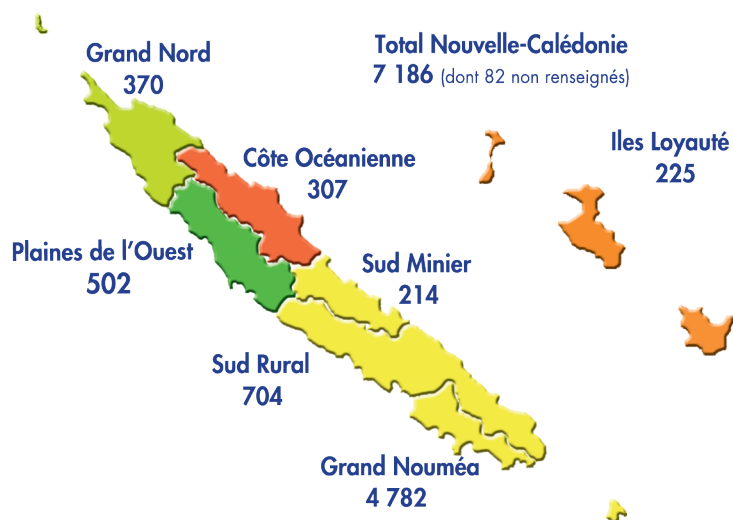 Total Nouvelle-Calédonie
7 186 (dont 82 non renseignés)
Grand Nord
370
Iles Loyauté
225
Côte Océanienne
307
Plaines de l'Ouest
502
Sud Minier
214
Sud Rural
704
Grand Nouméa
4 782